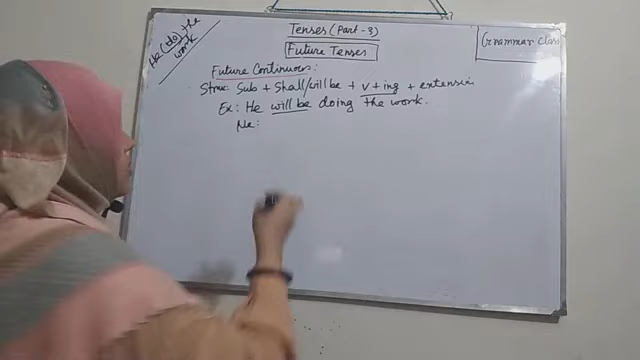 He (do) the
work
Tenses (Part-3)
Future Tenses
Grammar Class
Future Continuous:
Struc: Sub + Shall/will be + v+ing + extension
Ex: He will be doing the work.
Ne: